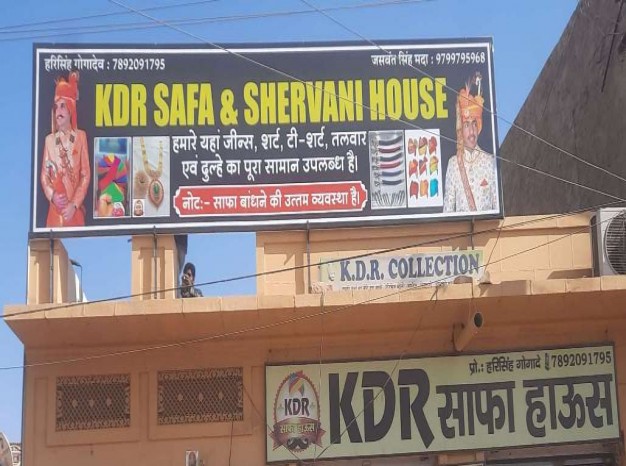 हरिसिंह गोगादेव : 7892091795
जसवंत सिंह मदा : 9799795968
KDR SAFA & SHERVANI HOUSE
हमारे यहां जीन्स, शर्ट, टी-शर्ट, तलवार
एवं दुल्हे का पूरा सामान उपलब्ध है।
नोट:- साफा बांधने की उत्तम व्यवस्था है।
K.D.R. COLLECTION
प्रो.: हरिसिंह गोगादे 7892091795
KDR
साफा हाऊस
KDR साफा हाऊस